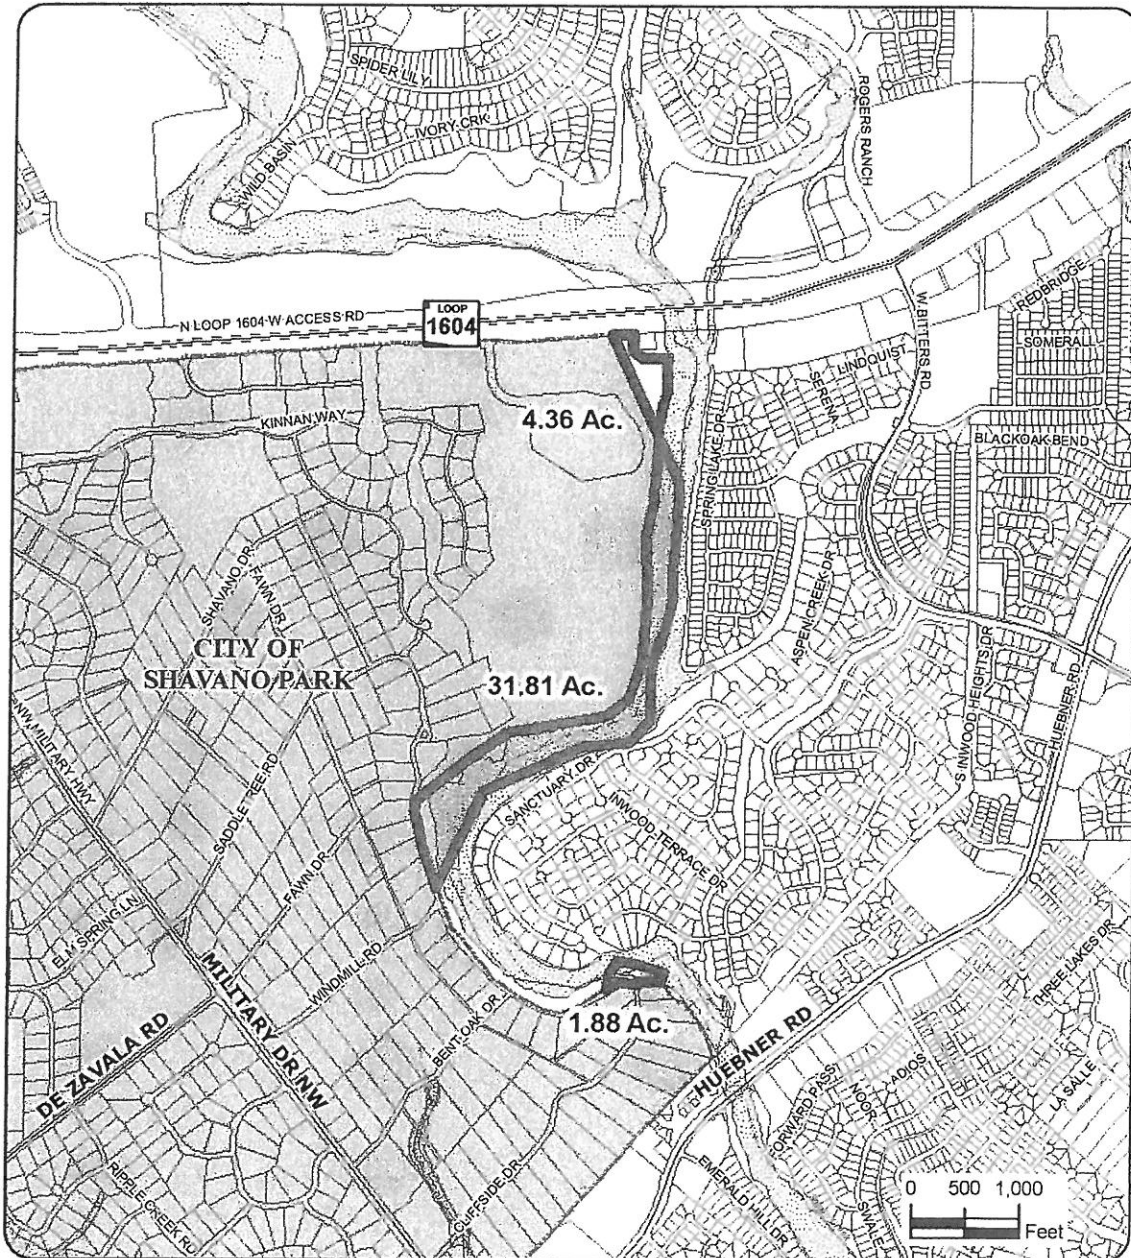 SPIDER LILY
IVORY CRK
WILD BASIN
ROGERS RANCH
N LOOP 1604 W ACCESS RD
LOOP
1604
W BITTERS RD
REDBRIDGE
SOMERALL
LINDQUIST
SERENA
BLACKOAK BEND
4.36 Ac.
KINNAN WAY
SPRING LAKE DR
SHAVANO DR
FAWN DR
CITY OF
SHAVANO PARK
ASPEN CREEK DR
S INWOOD HEIGHTS DR
HUEBNER RD
31.81 Ac.
NW MILITARY HWY
SADDLETREE RD
SANCTUARY DR
INWOOD TERRACE DR
FAWN DR
ELM SPRING LN
WINDMILL RD
MILITARY DR NW
THREE LAKES DR
DE ZAVALA RD
BENT OAK DR
1.88 Ac.
HUEBNER RD
ADIOS
LA SALLE
NOOR
FORWARD PASS
RIPPLE CREEK RD
CLIFFSIDE DR
EMERALD HILL DR
SWALE
0 500 1,000
Feet